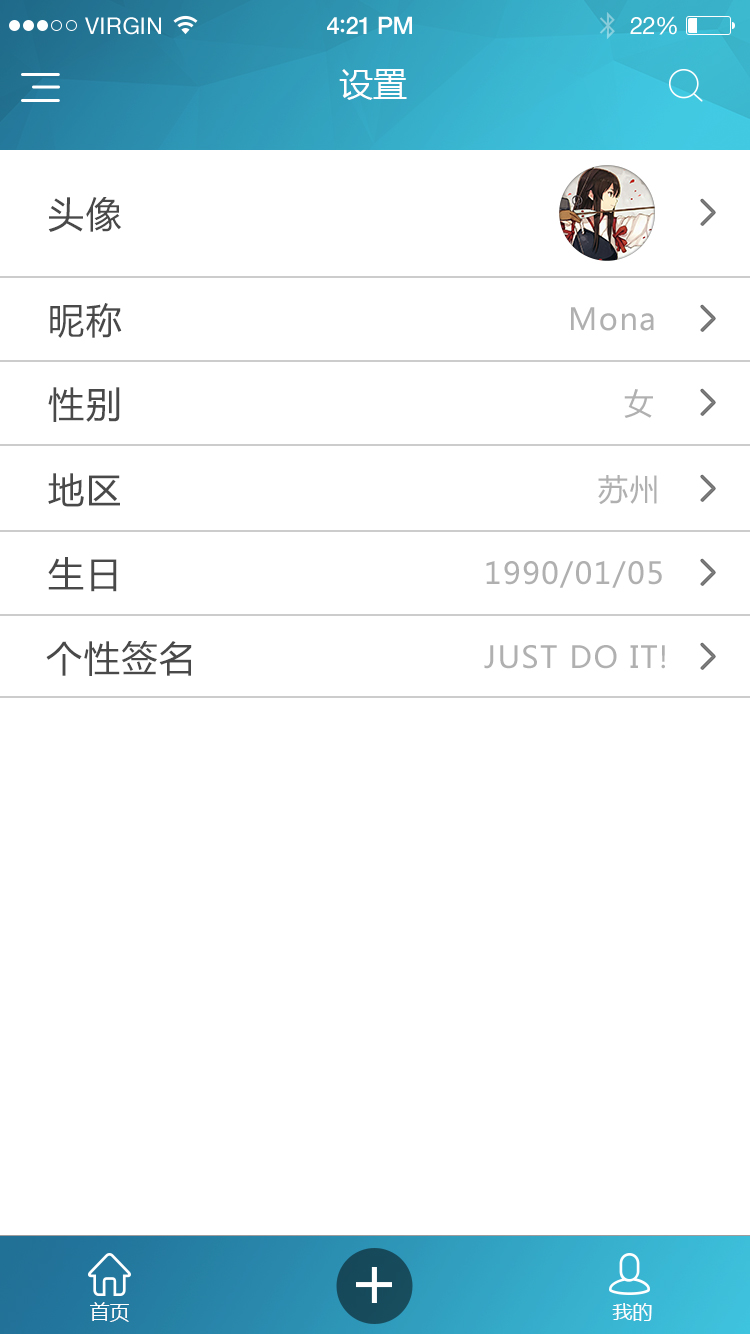 VIRGIN 4:21 PM 22%
设置
头像
昵称 Mona
性别 女
地区 苏州
生日 1990/01/05
个性签名 JUST DO IT!
首页 我的